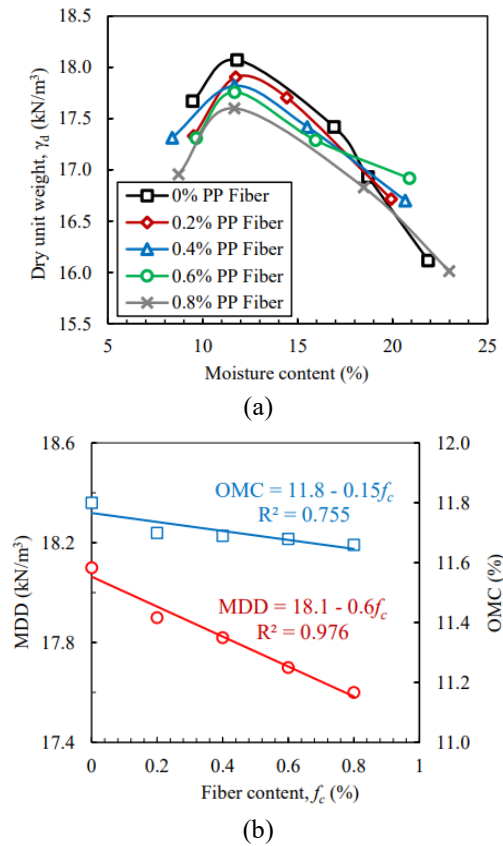 18.5
18.0
17.5
17.0
16.5
16.0
15.5
Dry unit weight, γd (kN/m³)
0% PP Fiber
0.2% PP Fiber
0.4% PP Fiber
0.6% PP Fiber
0.8% PP Fiber
5 10 15 20 25
Moisture content (%)
(a)
18.6
18.2
17.8
17.4
MDD (kN/m³)
OMC = 11.8 - 0.15fc
R² = 0.755
MDD = 18.1 - 0.6fc
R² = 0.976
12.0
11.8
11.6
11.4
11.2
11.0
OMC (%)
0 0.2 0.4 0.6 0.8 1
Fiber content, fc (%)
(b)